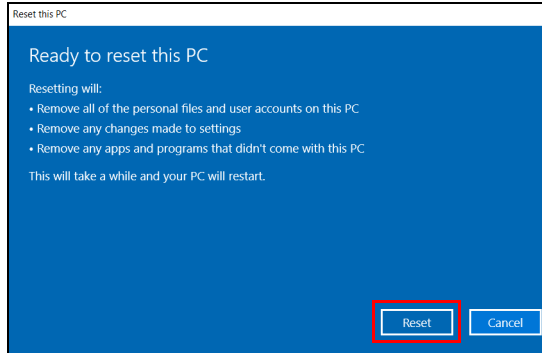 Reset this PC
Ready to reset this PC
Resetting will:
• Remove all of the personal files and user accounts on this PC
• Remove any changes made to settings
• Remove any apps and programs that didn't come with this PC
This will take a while and your PC will restart.
Reset Cancel